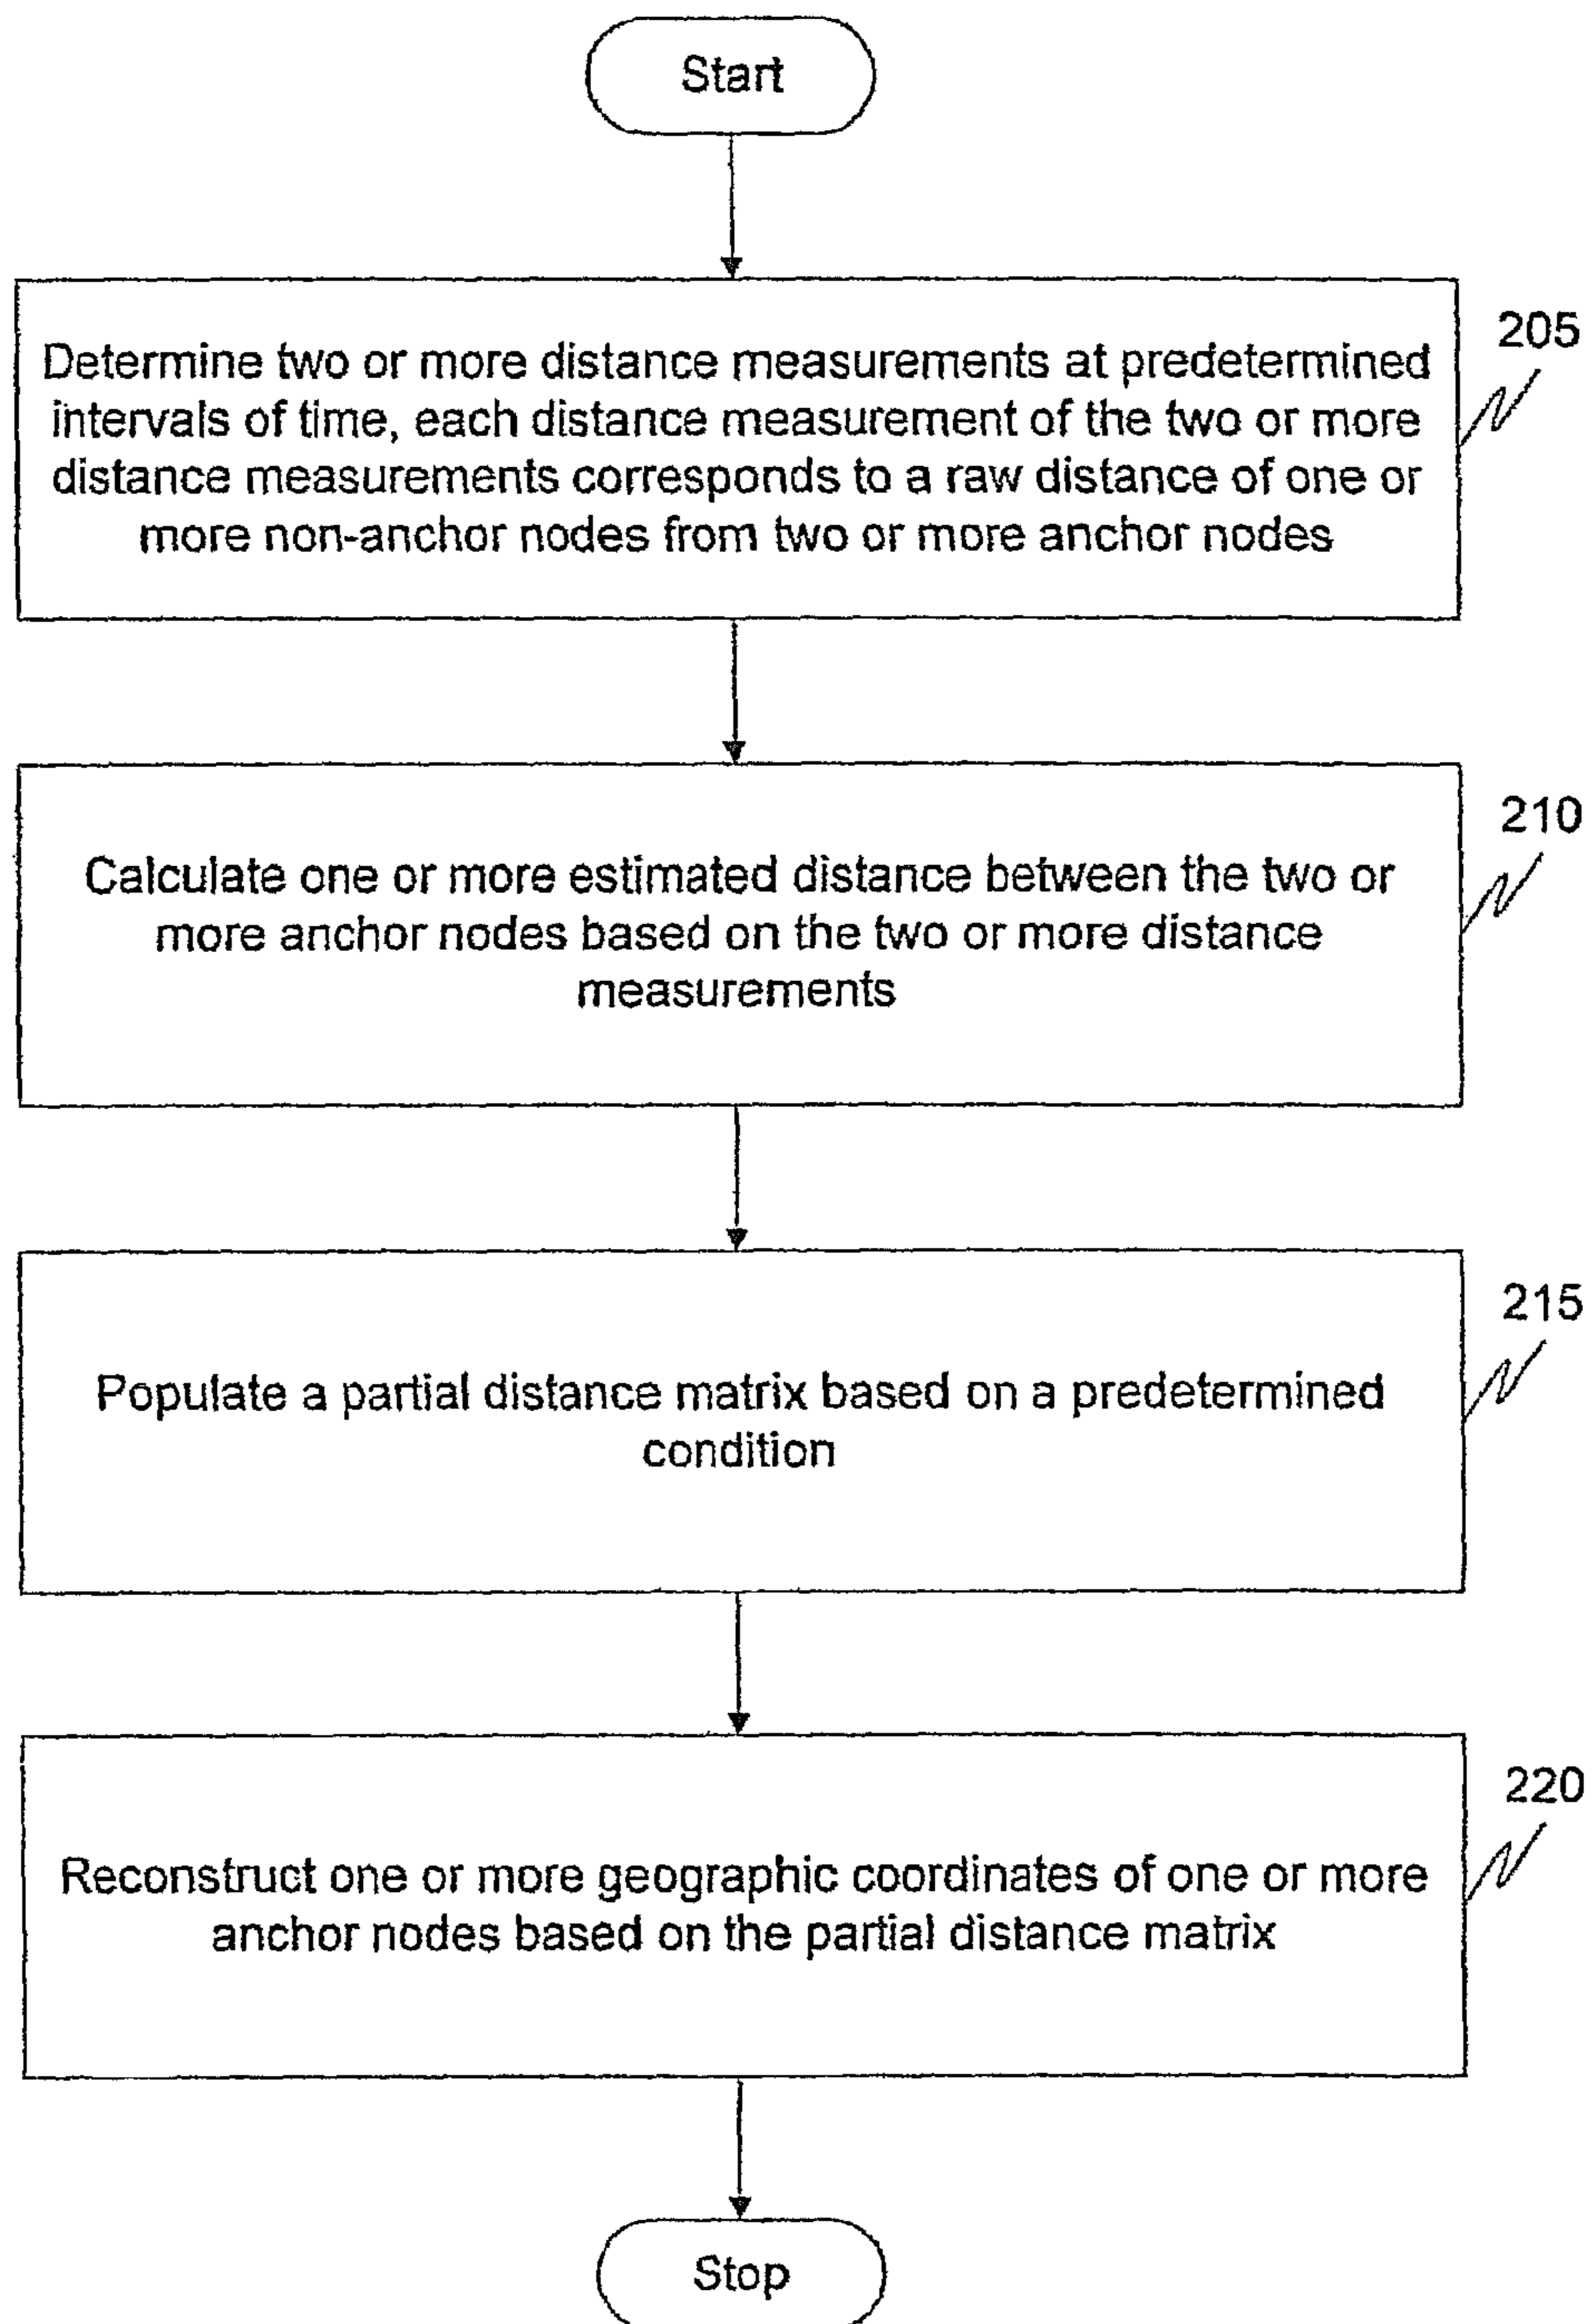 Start
205
Determine two or more distance measurements at predetermined
intervals of time, each distance measurement of the two or more
distance measurements corresponds to a raw distance of one or
more non-anchor nodes from two or more anchor nodes
210
Calculate one or more estimated distance between the two or
more anchor nodes based on the two or more distance
measurements
215
Populate a partial distance matrix based on a predetermined
condition
220
Reconstruct one or more geographic coordinates of one or more
anchor nodes based on the partial distance matrix
Stop